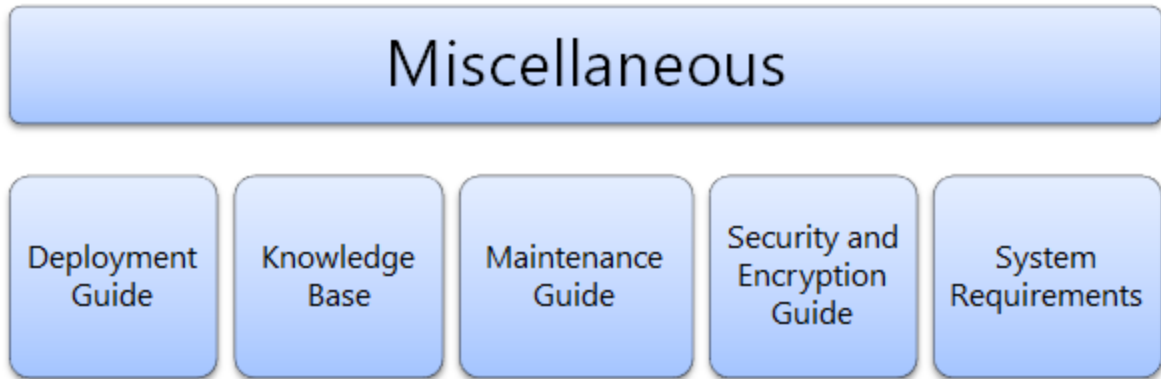 Miscellaneous
Deployment
Guide
Knowledge
Base
Maintenance
Guide
Security and
Encryption
Guide
System
Requirements